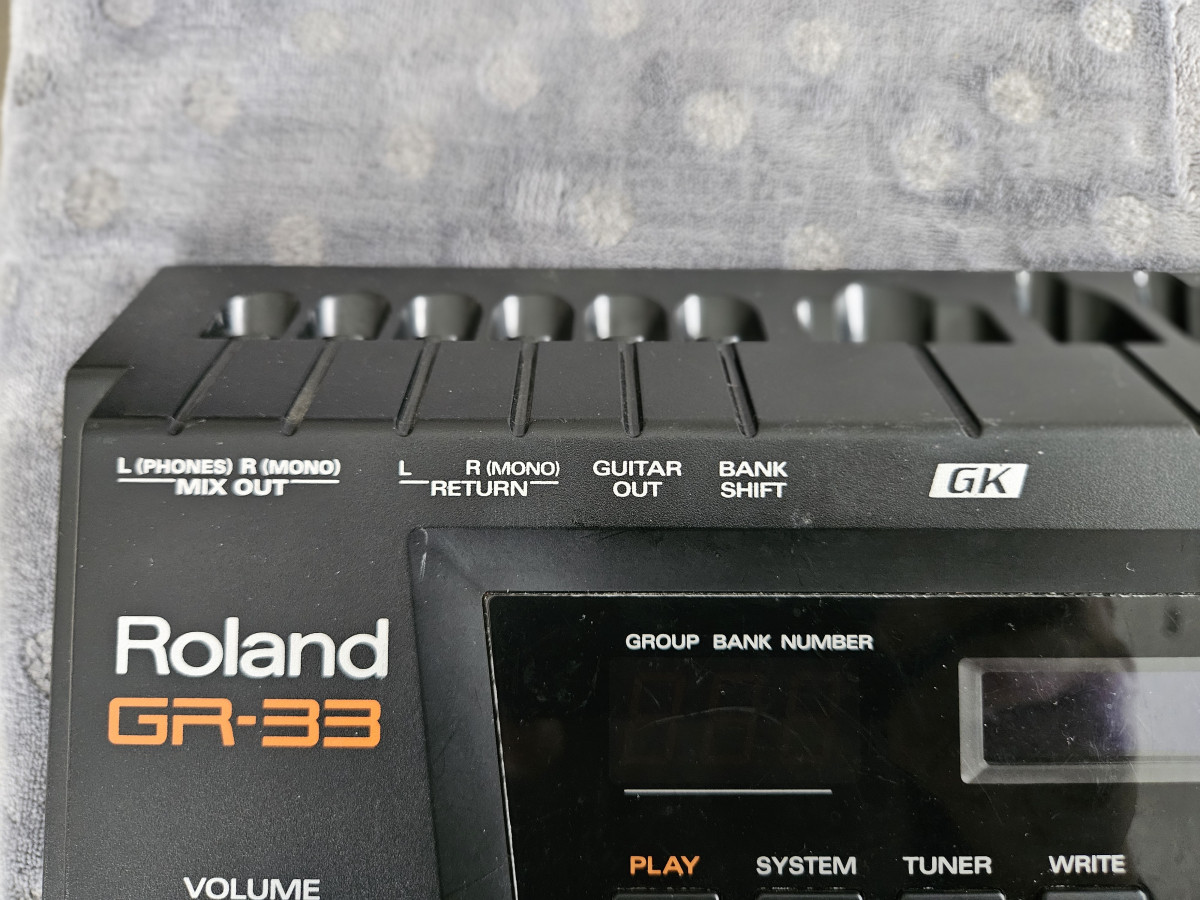 L (PHONES) R (MONO)
MIX OUT
L R (MONO)
RETURN
GUITAR
OUT
BANK
SHIFT
GK
Roland
GR-33
GROUP BANK NUMBER
PLAY SYSTEM TUNER WRITE
VOLUME